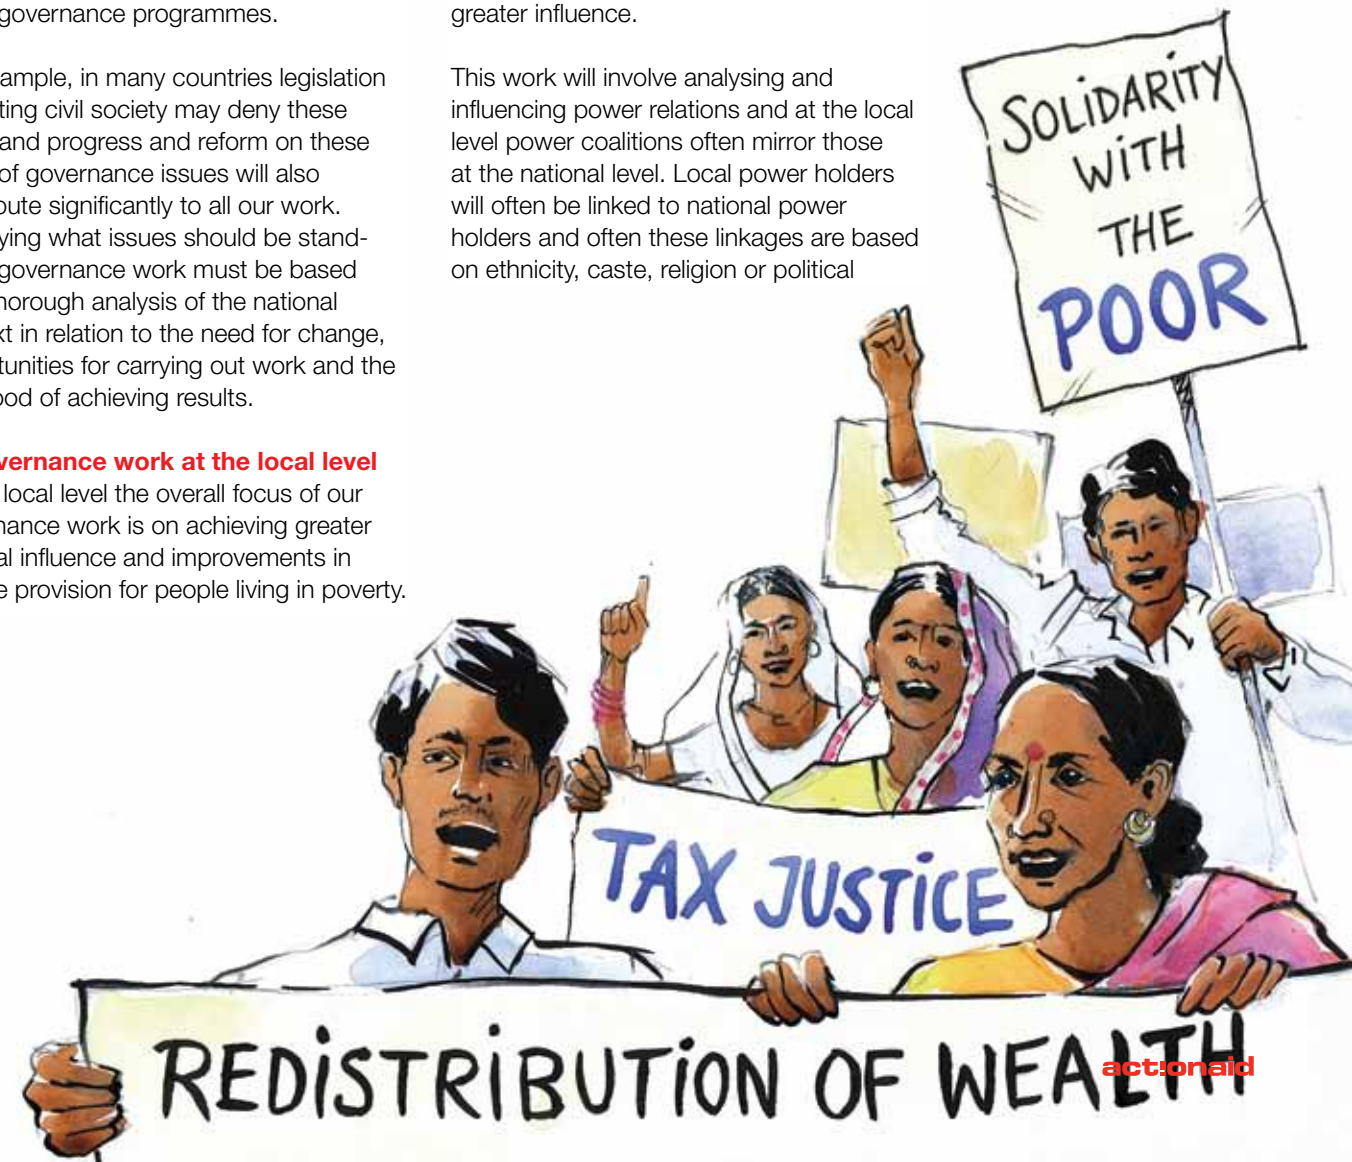 governance programmes.
ample, in many countries legislation
ting civil society may deny these
and progress and reform on these
of governance issues will also
oute significantly to all our work.
ying what issues should be stand-
governance work must be based
horough analysis of the national
xt in relation to the need for change,
tunities for carrying out work and the
ood of achieving results.
vernance work at the local level
local level the overall focus of our
nance work is on achieving greater
al influence and improvements in
e provision for people living in poverty.
greater influence.
This work will involve analysing and
influencing power relations and at the local
level power coalitions often mirror those
at the national level. Local power holders
will often be linked to national power
holders and often these linkages are based
on ethnicity, caste, religion or political
SOLiDARiTY
WiTH
THE
POOR
TAX JUSTiCE
REDiSTRiBUTiON OF WEALTH
act!onaid